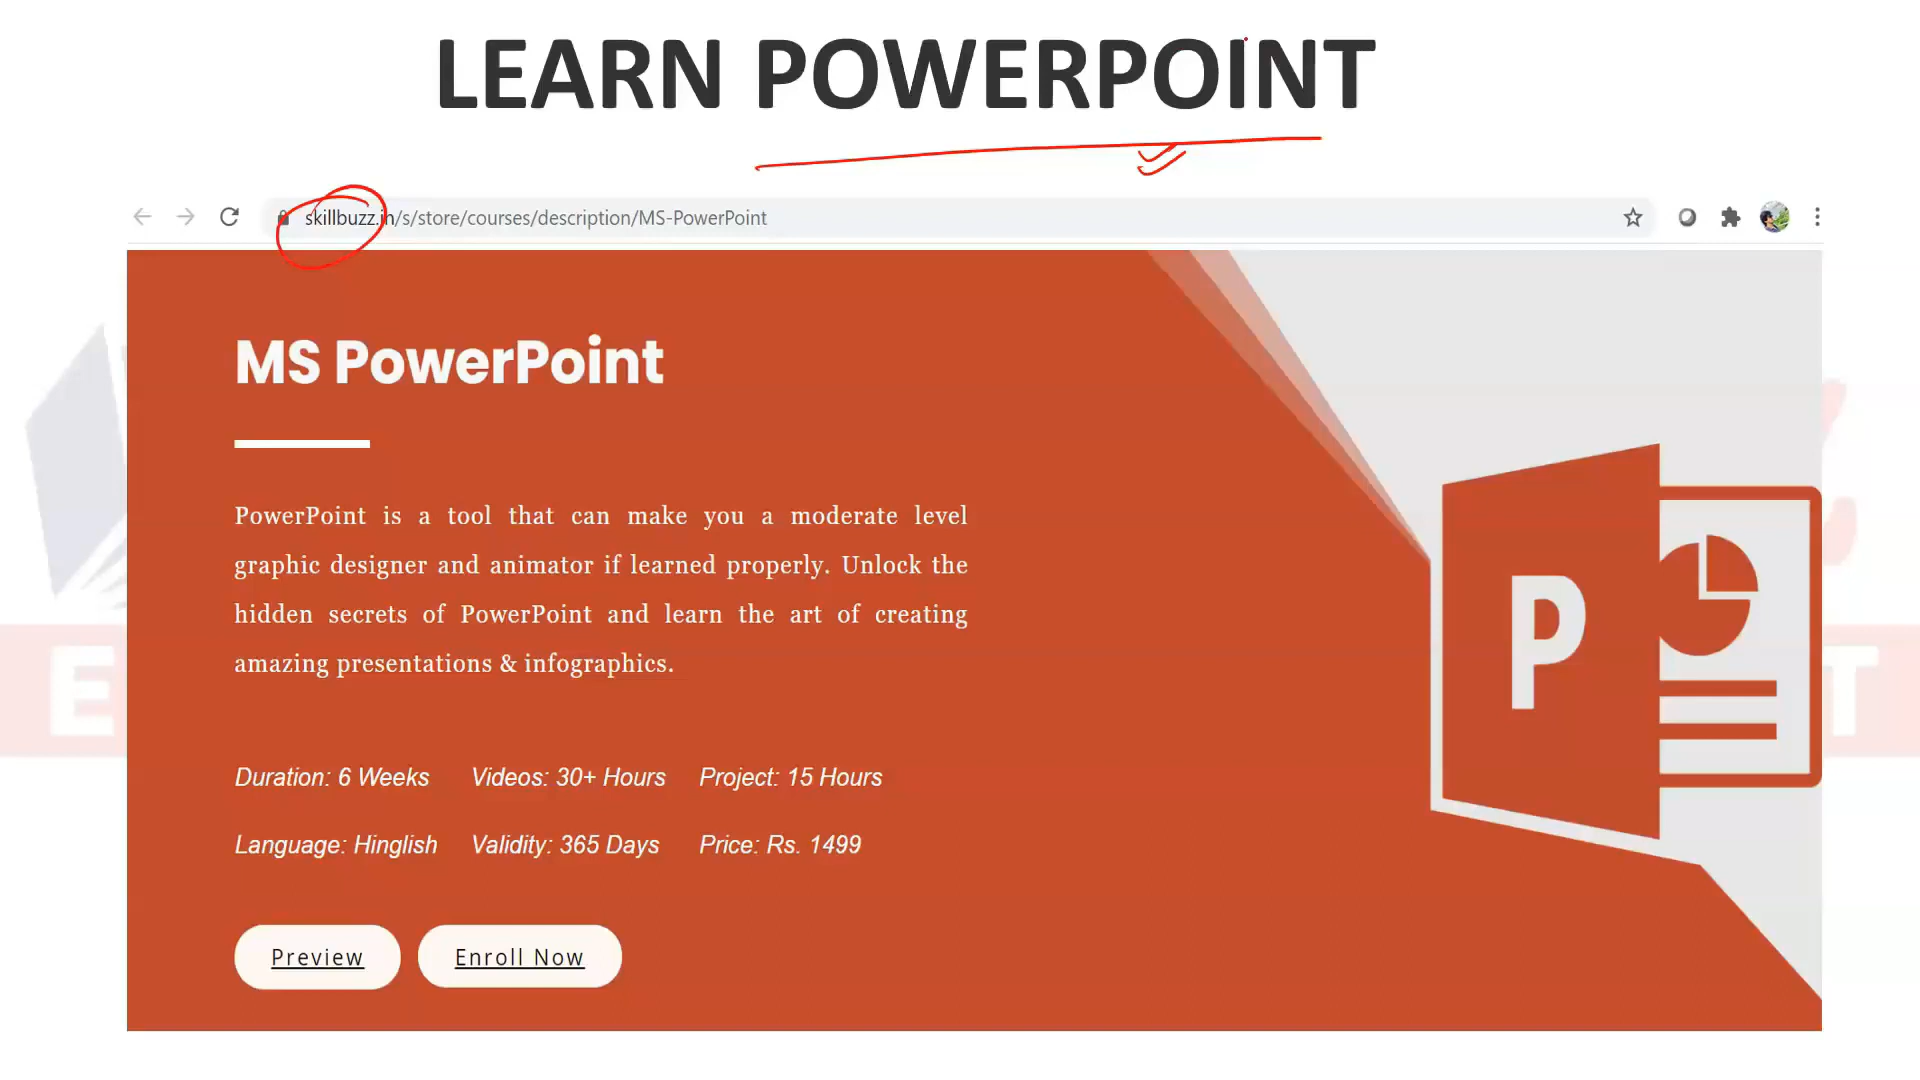 LEARN POWERPOINT
skillbuzz.in/s/store/courses/description/MS-PowerPoint
MS PowerPoint
PowerPoint is a tool that can make you a moderate level
graphic designer and animator if learned properly. Unlock the
hidden secrets of PowerPoint and learn the art of creating
amazing presentations & infographics.
P
E
T
Duration: 6 Weeks Videos: 30+ Hours Project: 15 Hours
Language: Hinglish Validity: 365 Days Price: Rs. 1499
Preview Enroll Now